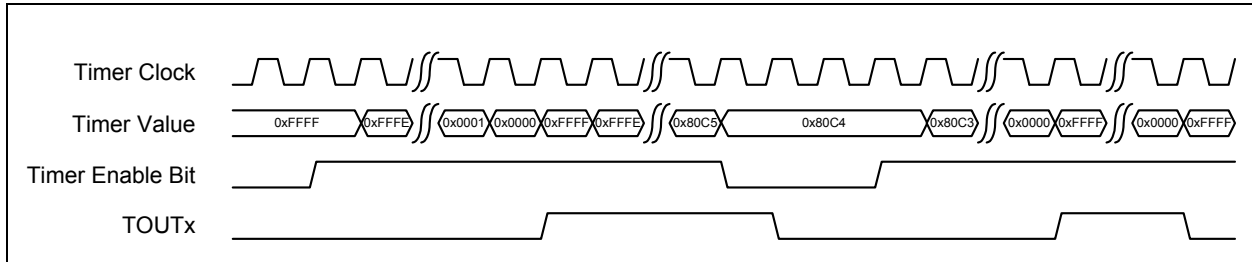 Timer Clock
Timer Value 0xFFFF 0xFFFE 0x0001 0x0000 0xFFFF 0xFFFE 0x80C5 0x80C4 0x80C3 0x0000 0xFFFF 0x0000 0xFFFF
Timer Enable Bit
TOUTx